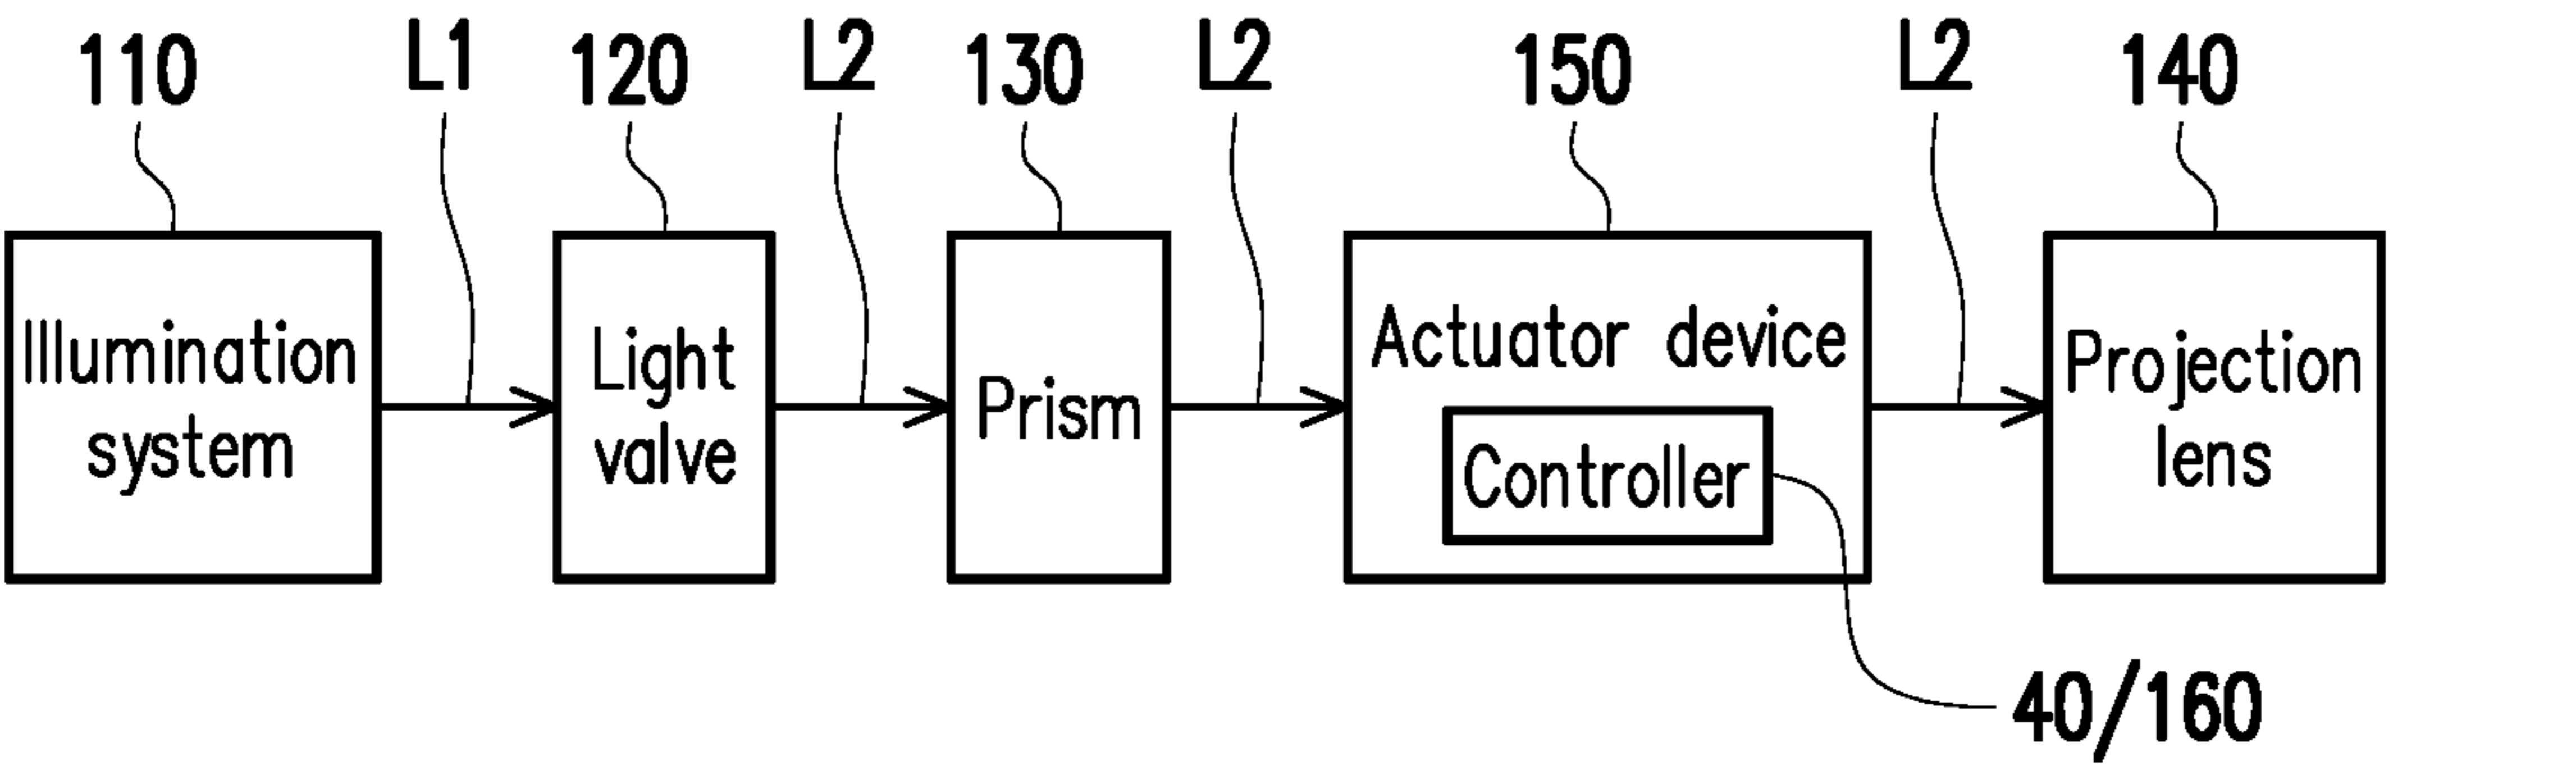 110
L1
120
L2
130
L2
150
L2
140
Illumination
system
Light
valve
Prism
Actuator device
Controller
Projection
lens
40/160